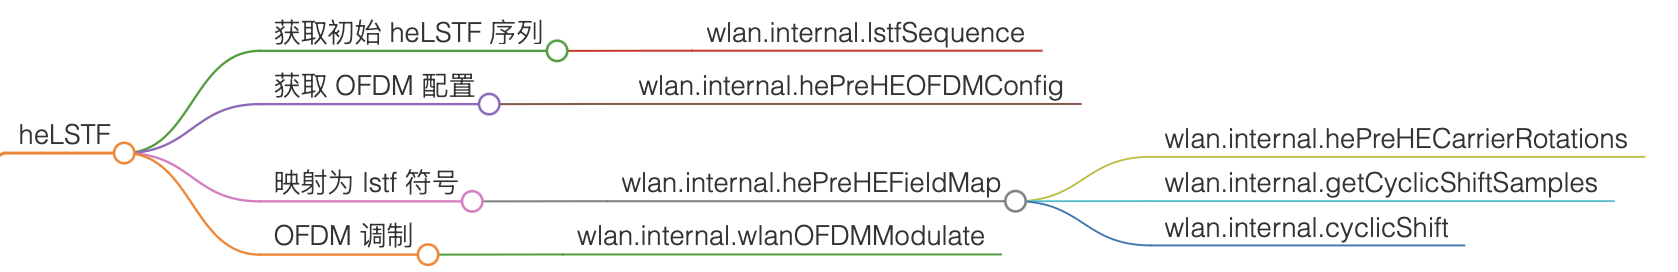 heLSTF
获取初始 heLSTF 序列
wlan.internal.lstfSequence
获取 OFDM 配置
wlan.internal.hePreHEOFDMConfig
映射为 lstf 符号
wlan.internal.hePreHEFieldMap
wlan.internal.hePreHECarrierRotations
wlan.internal.getCyclicShiftSamples
wlan.internal.cyclicShift
OFDM 调制
wlan.internal.wlanOFDMModulate